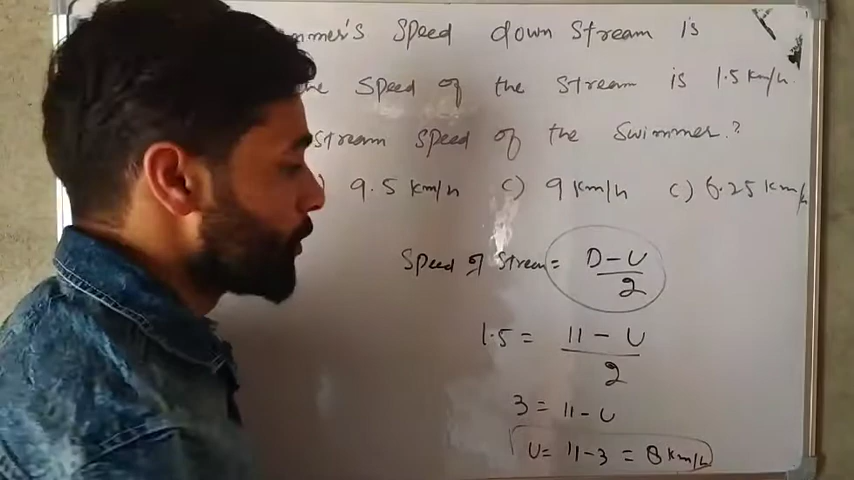 Speed down Stream is
Speed of the Stream is 1.5 Km/h.
Stream Speed of the Swimmer.?
9.5 Km/h c) 9 Km/h c) 6.25 Km/h
Speed of Stream = D - U
2
1.5 = 11 - U
2
3 = 11 - U
U = 11 - 3 = 8 Km/h